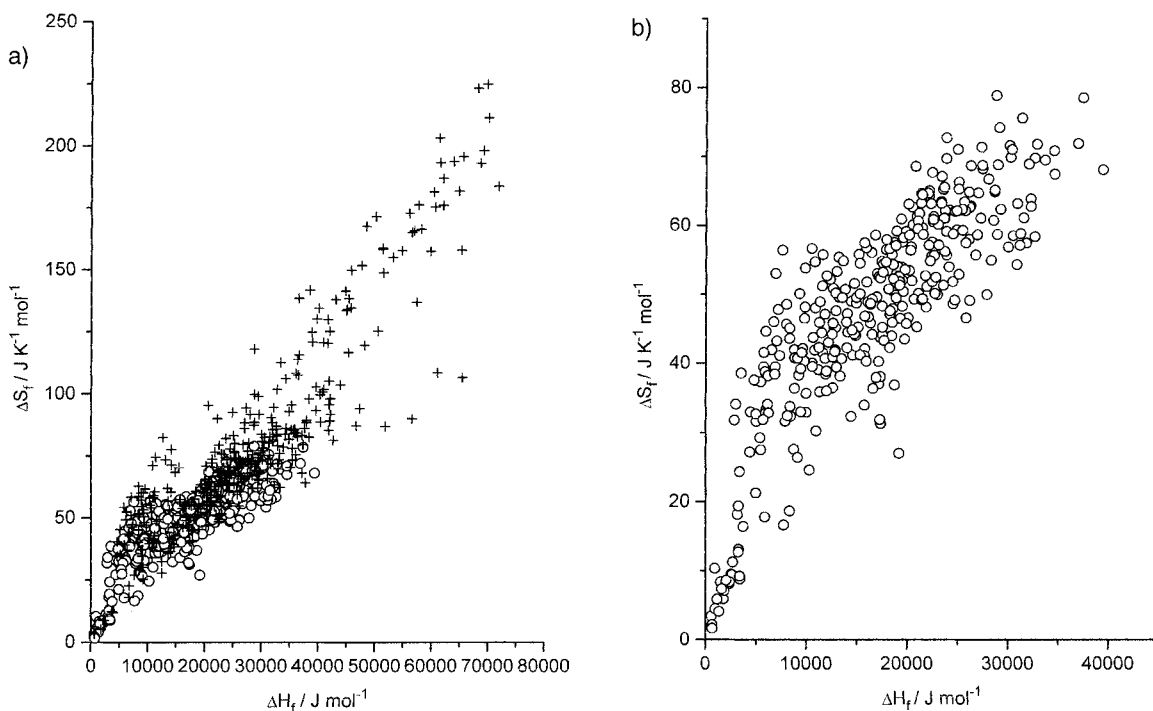 a)
250
200
150
100
50
0
ΔS_f / J K⁻¹ mol⁻¹
0 10000 20000 30000 40000 50000 60000 70000 80000
ΔH_f / J mol⁻¹
b)
80
60
40
20
0
ΔS_f / J K⁻¹ mol⁻¹
0 10000 20000 30000 40000
ΔH_f / J mol⁻¹